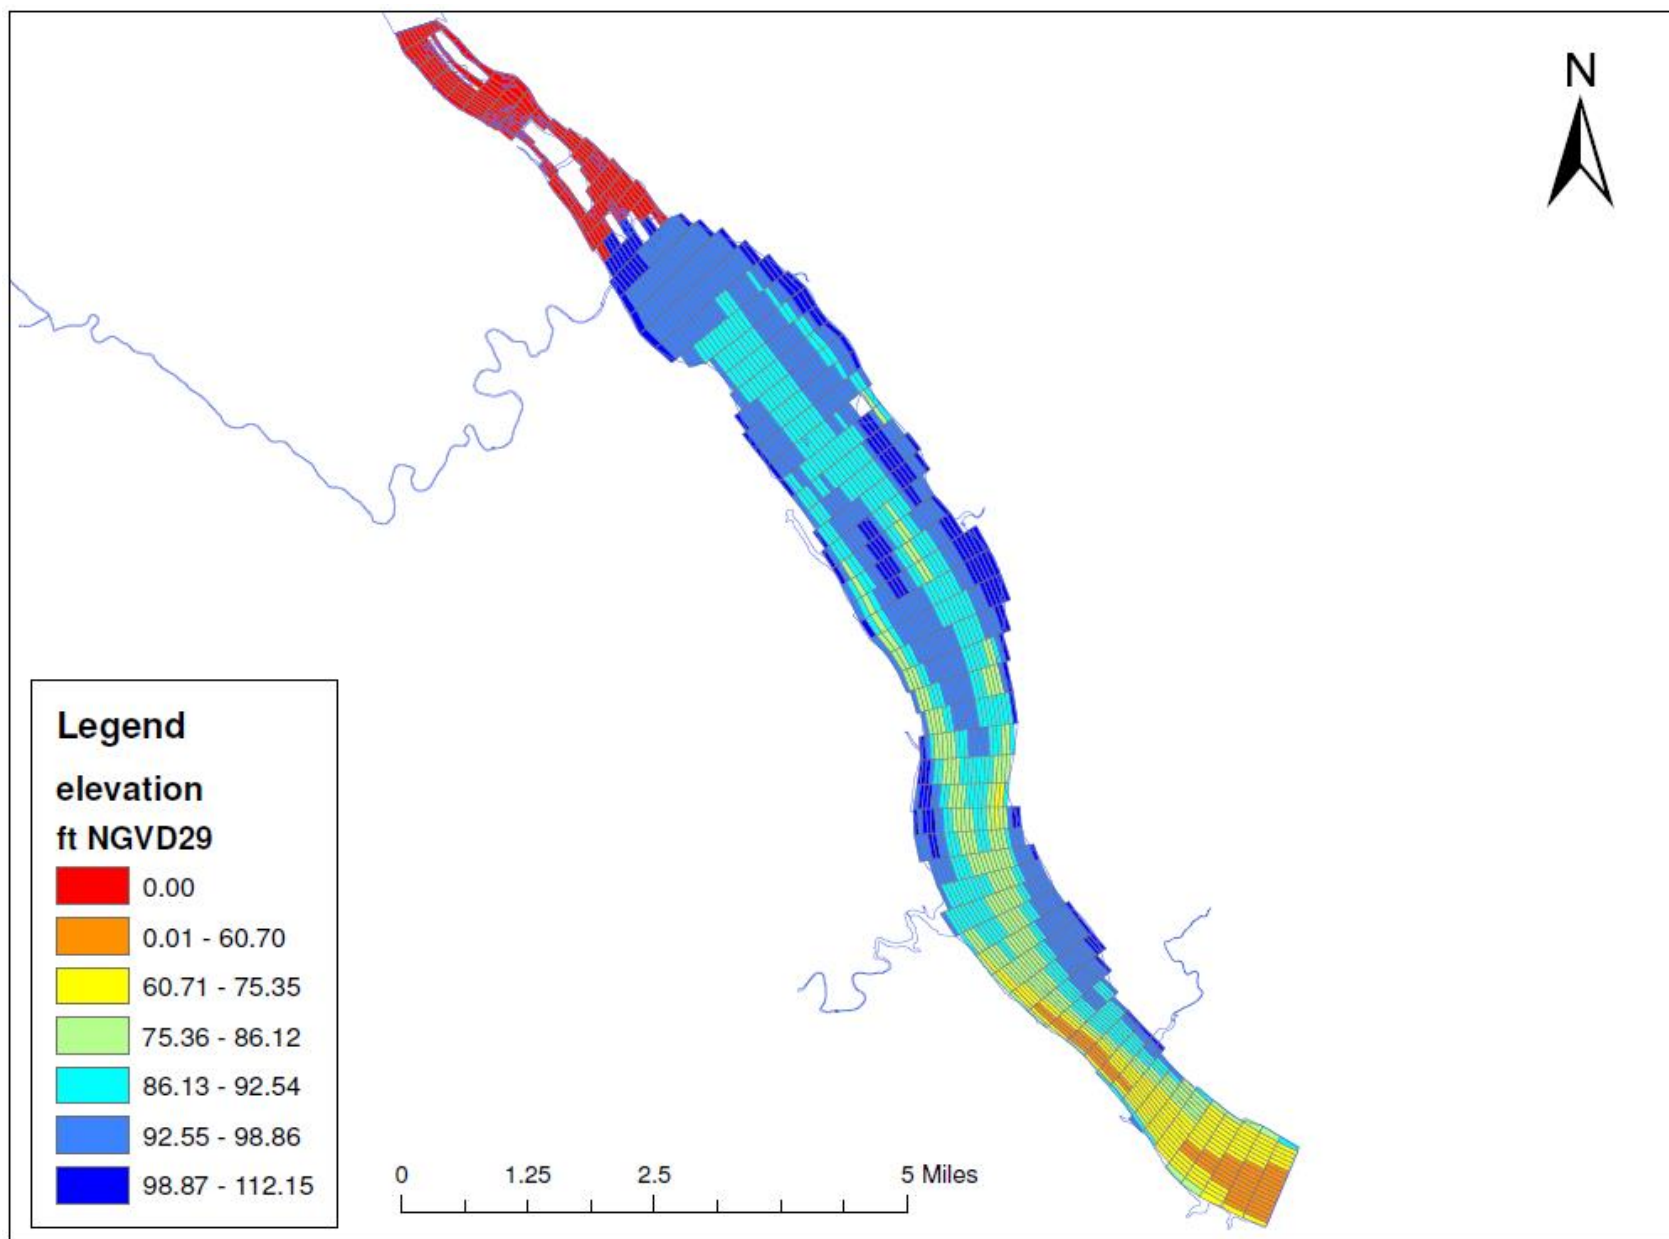 N
Legend
elevation
ft NGVD29
0.00
0.01 - 60.70
60.71 - 75.35
75.36 - 86.12
86.13 - 92.54
92.55 - 98.86
98.87 - 112.15
0 1.25 2.5 5 Miles